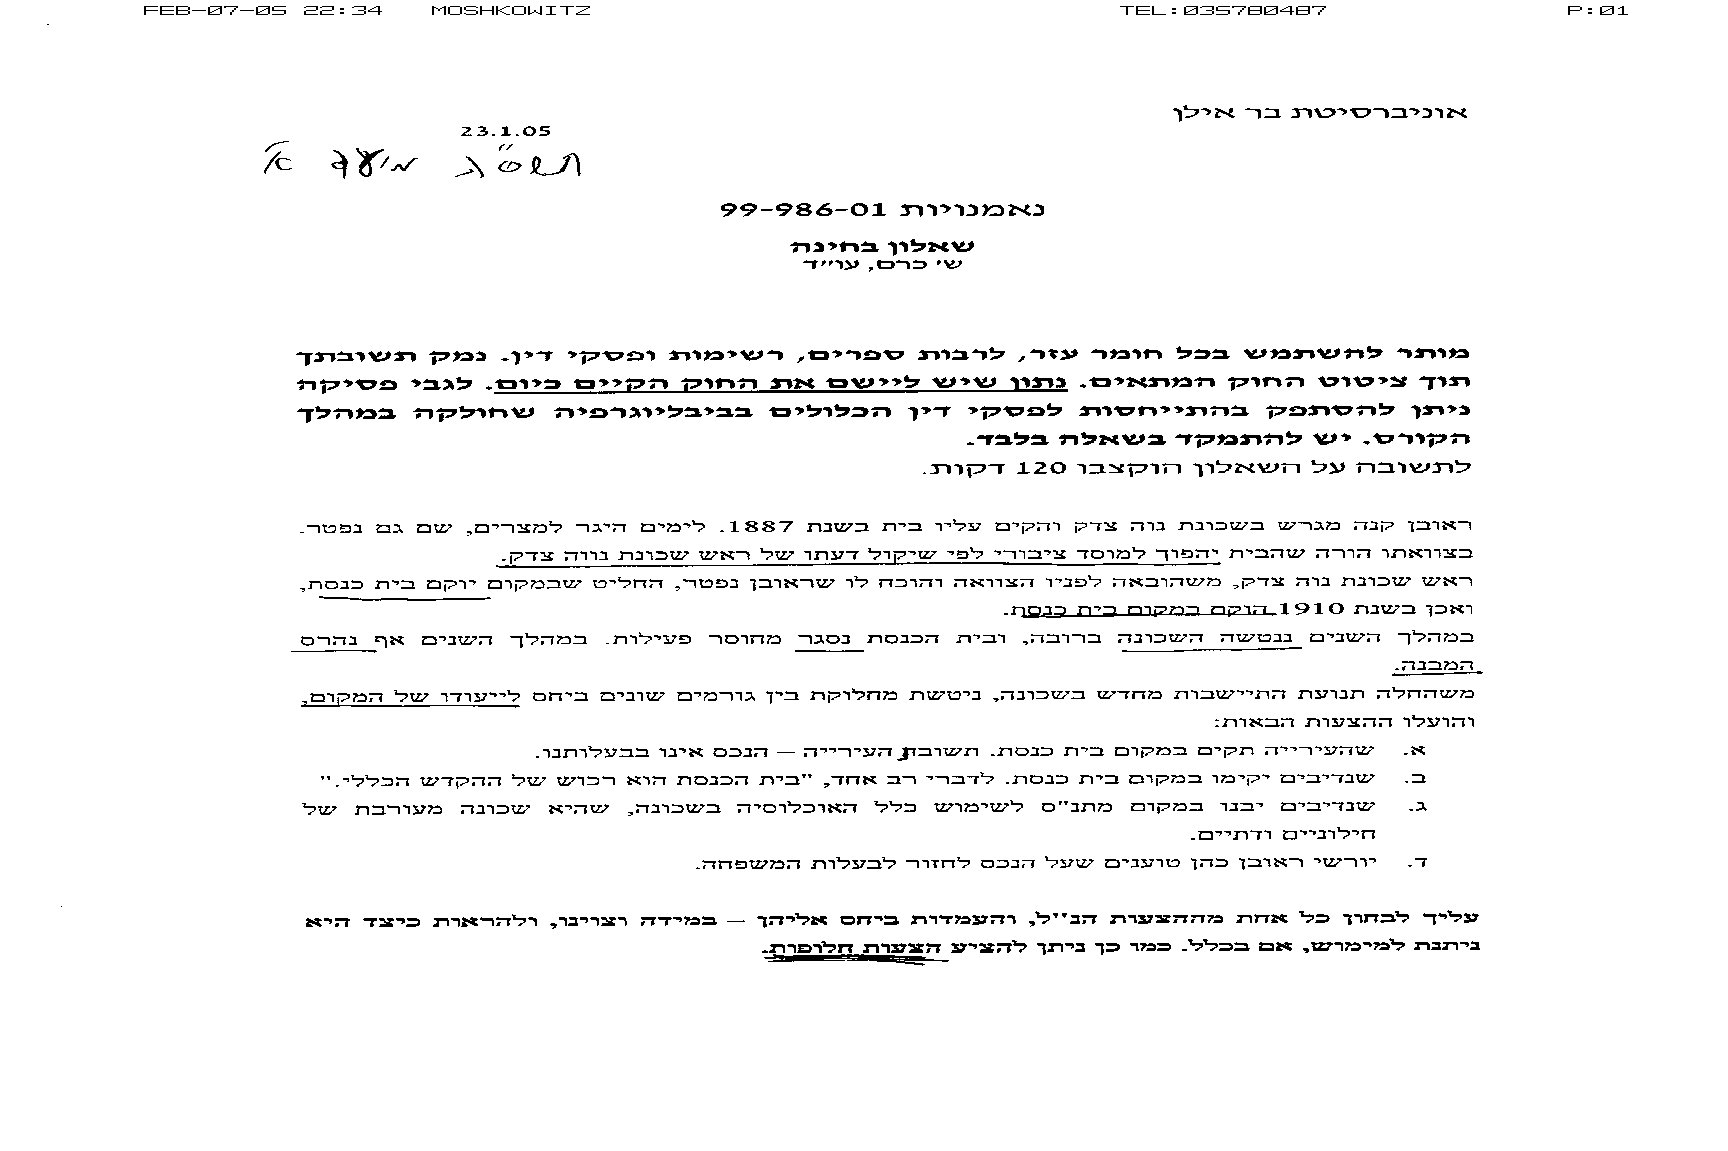 FEB-07-05 22:34 MOSHKOWITZ TEL:035780487 P:01
אוניברסיטת בר אילן
23.1.05
תשס"ג מועד א'
נאמנויות 99-986-01
שאלון בחינה
ש' כרם, עו"ד
מותר להשתמש בכל חומר עזר, לרבות ספרים, רשימות ופסקי דין. נמק תשובתך
תוך ציטוט החוק המתאים. נתון שיש ליישם את החוק הקיים כיום. לגבי פסיקה
ניתן להסתפק בהתייחסות לפסקי דין הכלולים בביבליוגרפיה שחולקה במהלך
הקורס. יש להתמקד בשאלה בלבד.
לתשובה על השאלון הוקצבו 120 דקות.
ראובן קנה מגרש בשכונת נוה צדק והקים עליו בית בשנת 1887. לימים היגר למצרים, שם גם נפטר.
בצוואתו הורה שהבית יהפוך למוסד ציבורי לפי שיקול דעתו של ראש שכונת נווה צדק.
ראש שכונת נוה צדק, משהובאה לפניו הצוואה והוכח לו שראובן נפטר, החליט שבמקום יוקם בית כנסת,
ואכן בשנת 1910 הוקם במקום בית כנסת.
במהלך השנים ננטשה השכונה ברובה, ובית הכנסת נסגר מחוסר פעילות. במהלך השנים אף נהרס
המבנה.
משהחלה תנועת התיישבות מחדש בשכונה, ניטשת מחלוקת בין גורמים שונים ביחס לייעודו של המקום,
והועלו ההצעות הבאות:
א. שהעירייה תקים במקום בית כנסת. תשובת העירייה – הנכס אינו בבעלותנו.
ב. שנדיבים יקימו במקום בית כנסת. לדברי רב אחד, "בית הכנסת הוא רכוש של ההקדש הכללי."
ג. שנדיבים יבנו במקום מתנ"ס לשימוש כלל האוכלוסיה בשכונה, שהיא שכונה מעורבת של
חילוניים ודתיים.
ד. יורשי ראובן כהן טוענים שעל הנכס לחזור לבעלות המשפחה.
עליך לבחון כל אחת מההצעות הנ"ל, והעמדות ביחס אליהן – במידה וצוינו, ולהראות כיצד היא
ניתנת למימוש, אם בכלל. כמו כן ניתן להציע הצעות חלופות.